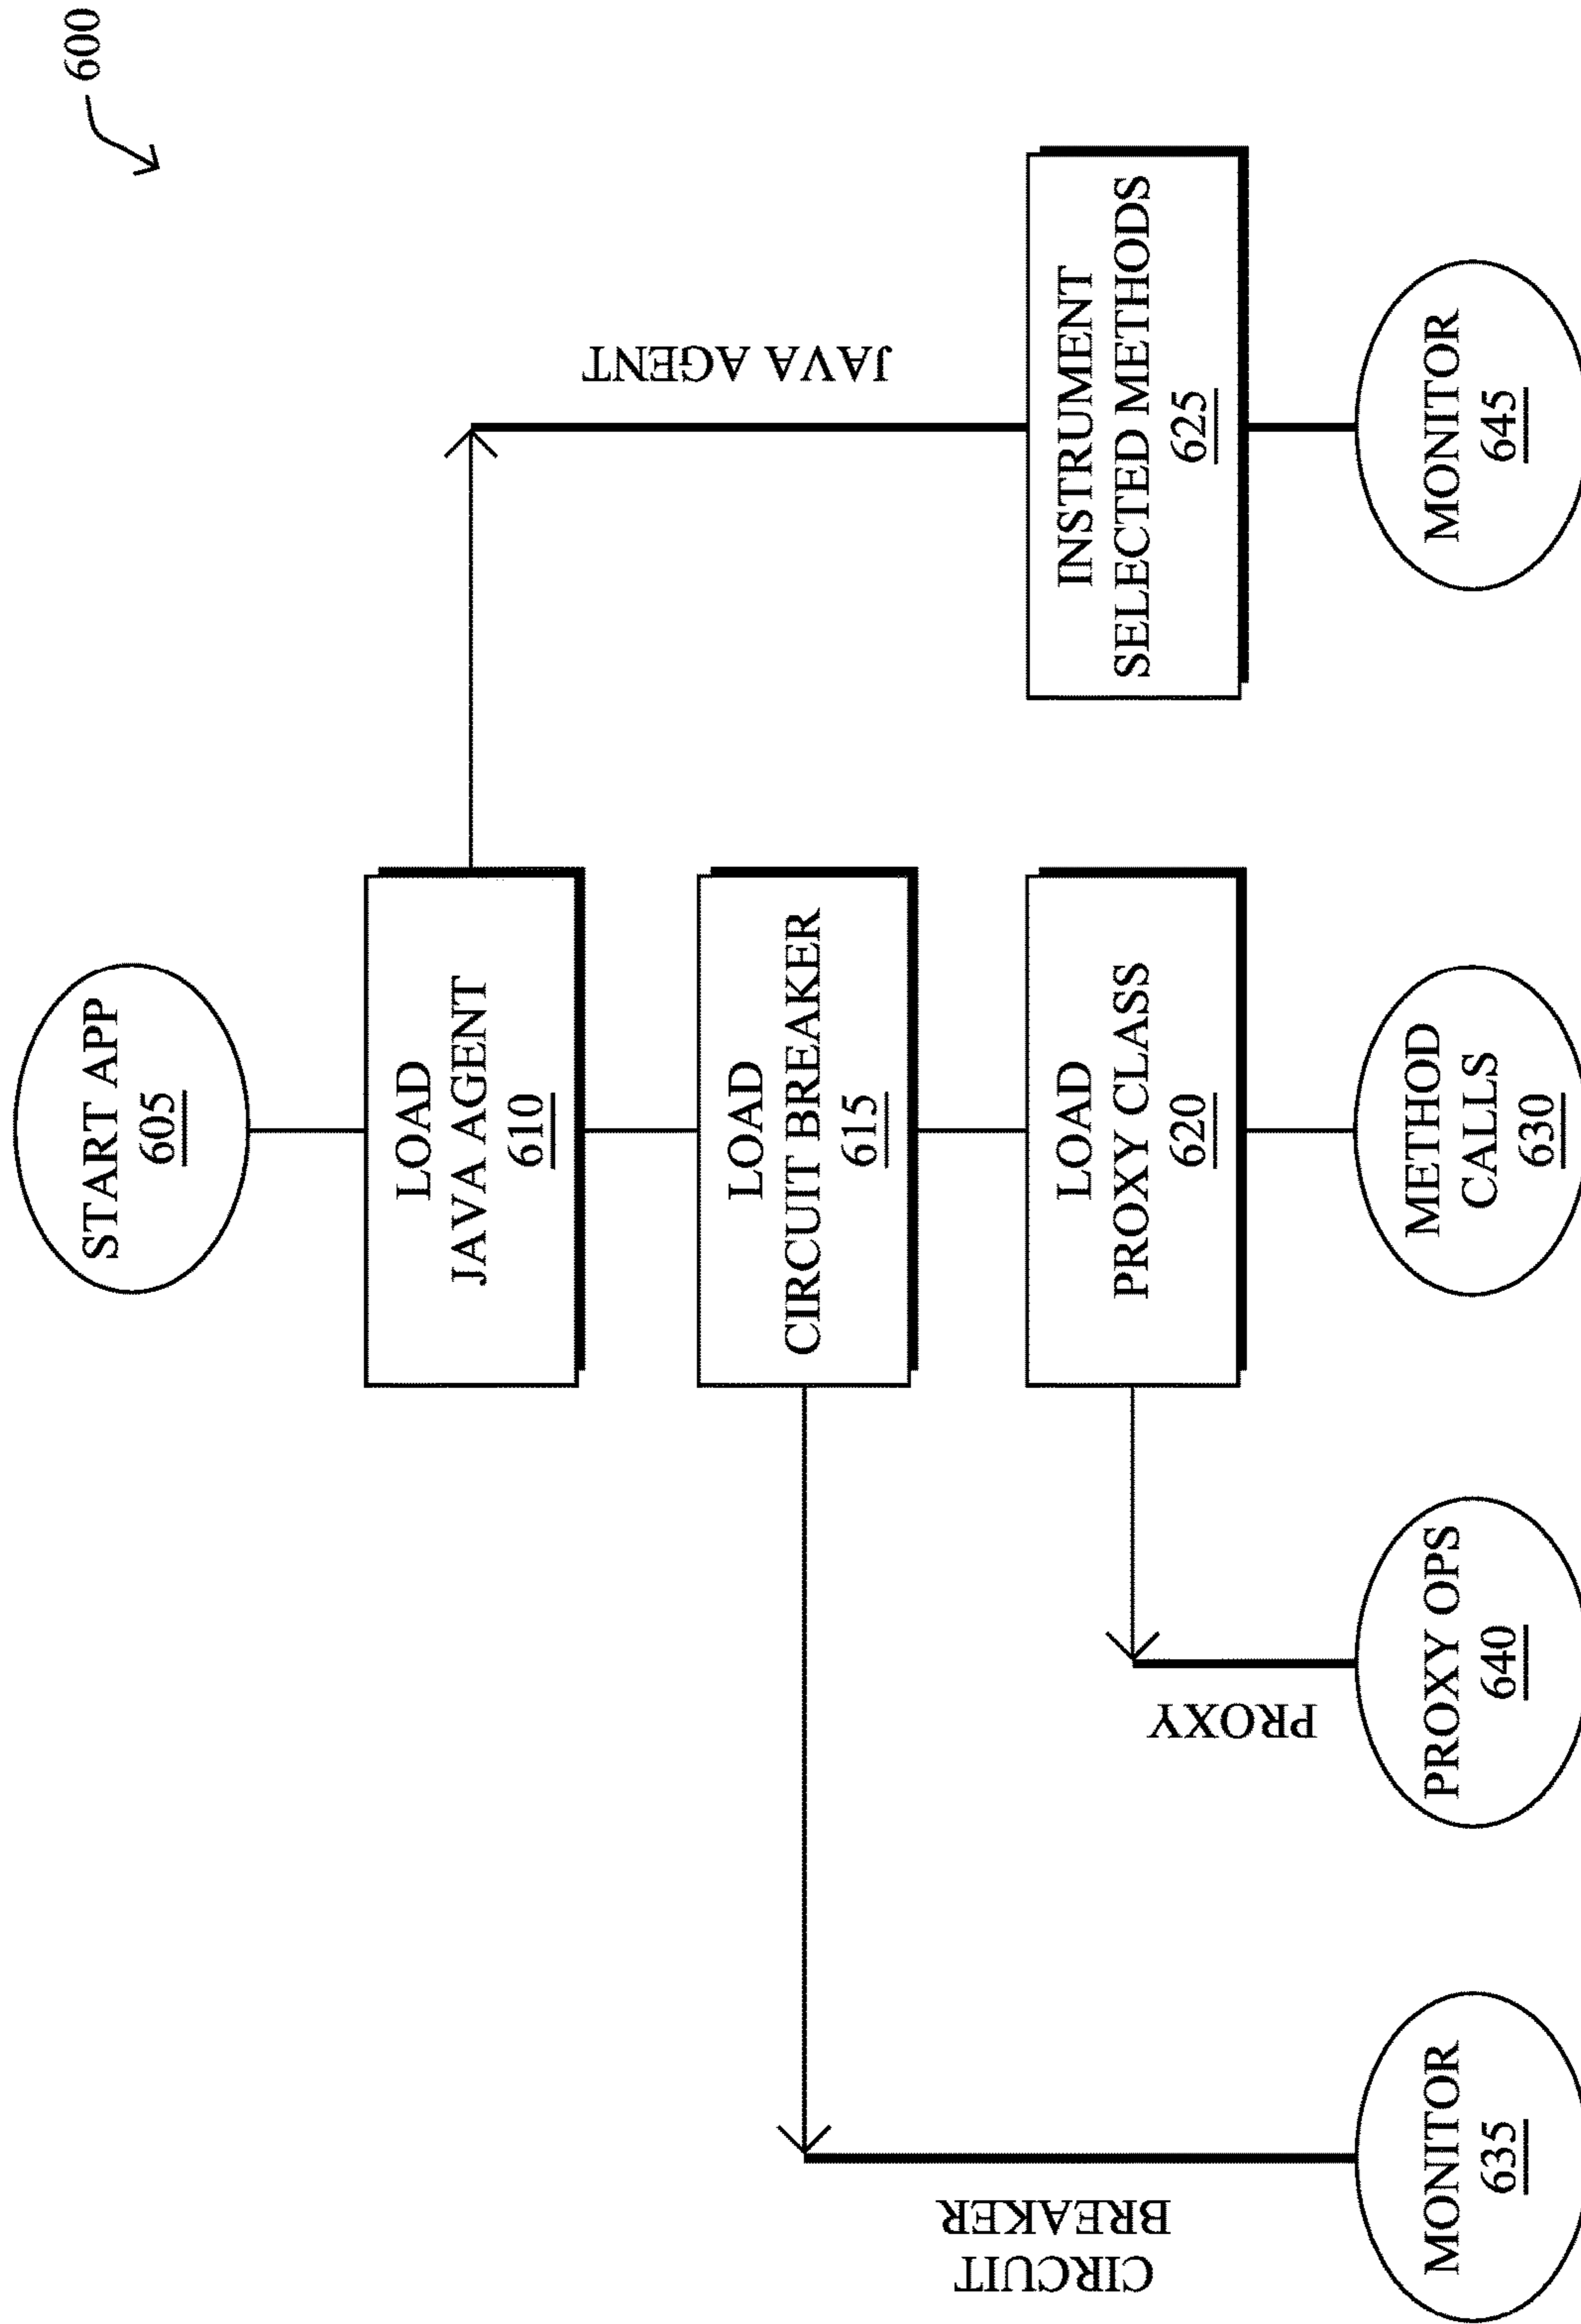 600
START APP
605
LOAD
JAVA AGENT
610
JAVA AGENT
LOAD
CIRCUIT BREAKER
615
CIRCUIT
BREAKER
LOAD
PROXY CLASS
620
INSTRUMENT
SELECTED METHODS
625
PROXY
MONITOR
635
PROXY OPS
640
METHOD
CALLS
630
MONITOR
645